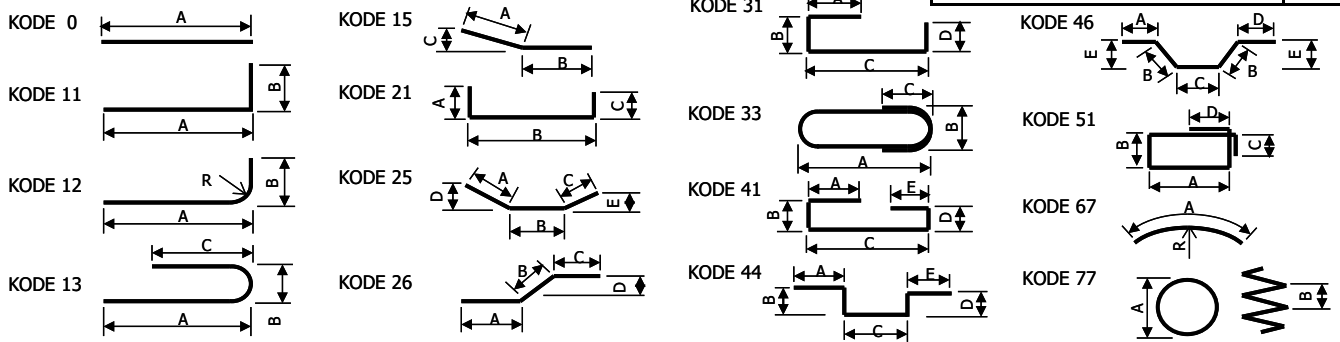 KODE 0
A
KODE 11
A
B
KODE 12
R
A
B
KODE 13
C
A
B
KODE 15
A
C
B
KODE 21
A
B
C
KODE 25
D
A
B
C
E
KODE 26
A
B
C
D
KODE 31
A
B
C
D
KODE 33
C
B
A
KODE 41
A
E
B
D
C
KODE 44
A
E
B
D
C
KODE 46
A
D
E
B
C
B
E
KODE 51
D
B
C
A
KODE 67
A
R
KODE 77
A
B